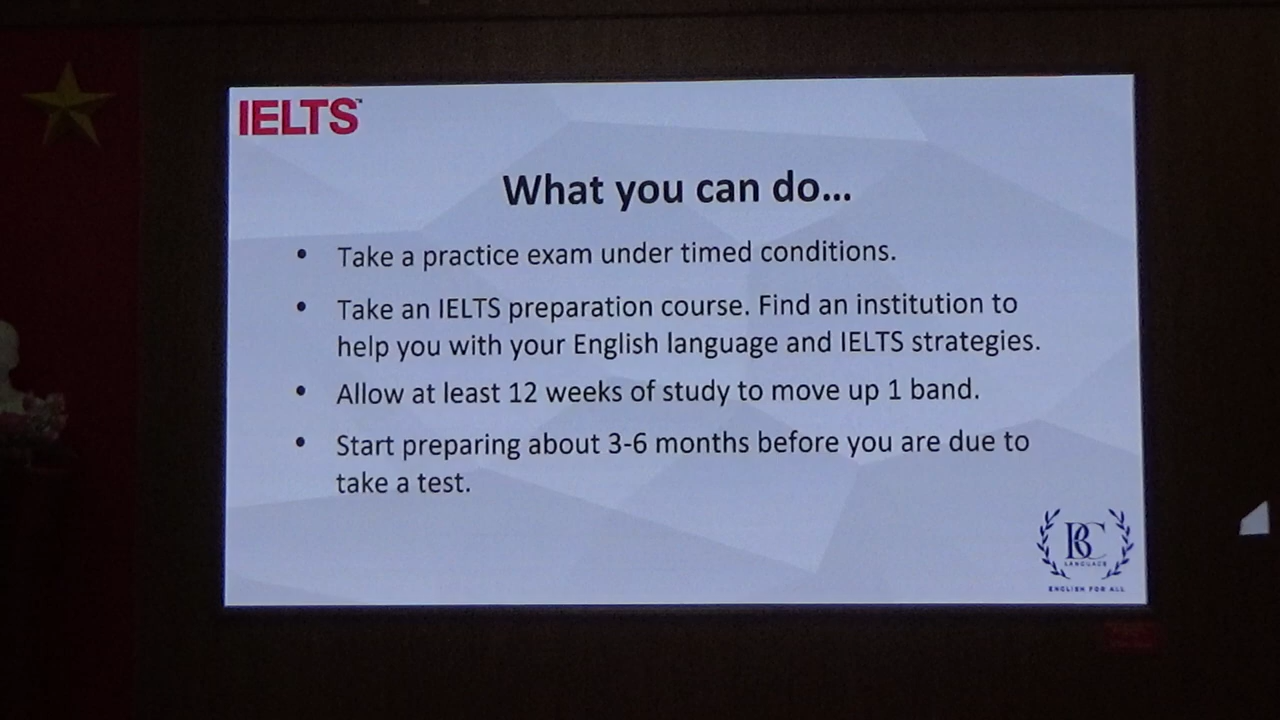 IELTS™
What you can do...
• Take a practice exam under timed conditions.
• Take an IELTS preparation course. Find an institution to
help you with your English language and IELTS strategies.
• Allow at least 12 weeks of study to move up 1 band.
• Start preparing about 3-6 months before you are due to
take a test.
BC
LANGUAGE
ENGLISH FOR ALL